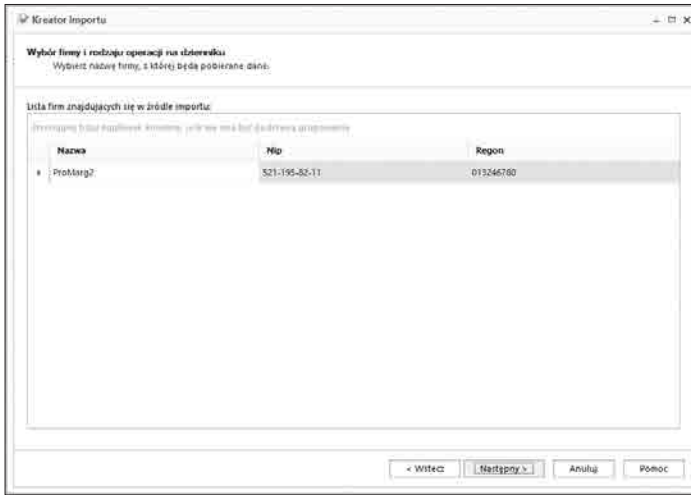 Kreator Importu
Wybór firmy i rodzaju operacji na dzienniku
Wybierz nazwę firmy, z której będą pobierane dane.
Lista firm znajdujących się w źródle importu:
Nazwa Nip Regon
ProMarg2 521-195-82-11 013246780
< Wstecz Następny > Anuluj Pomoc